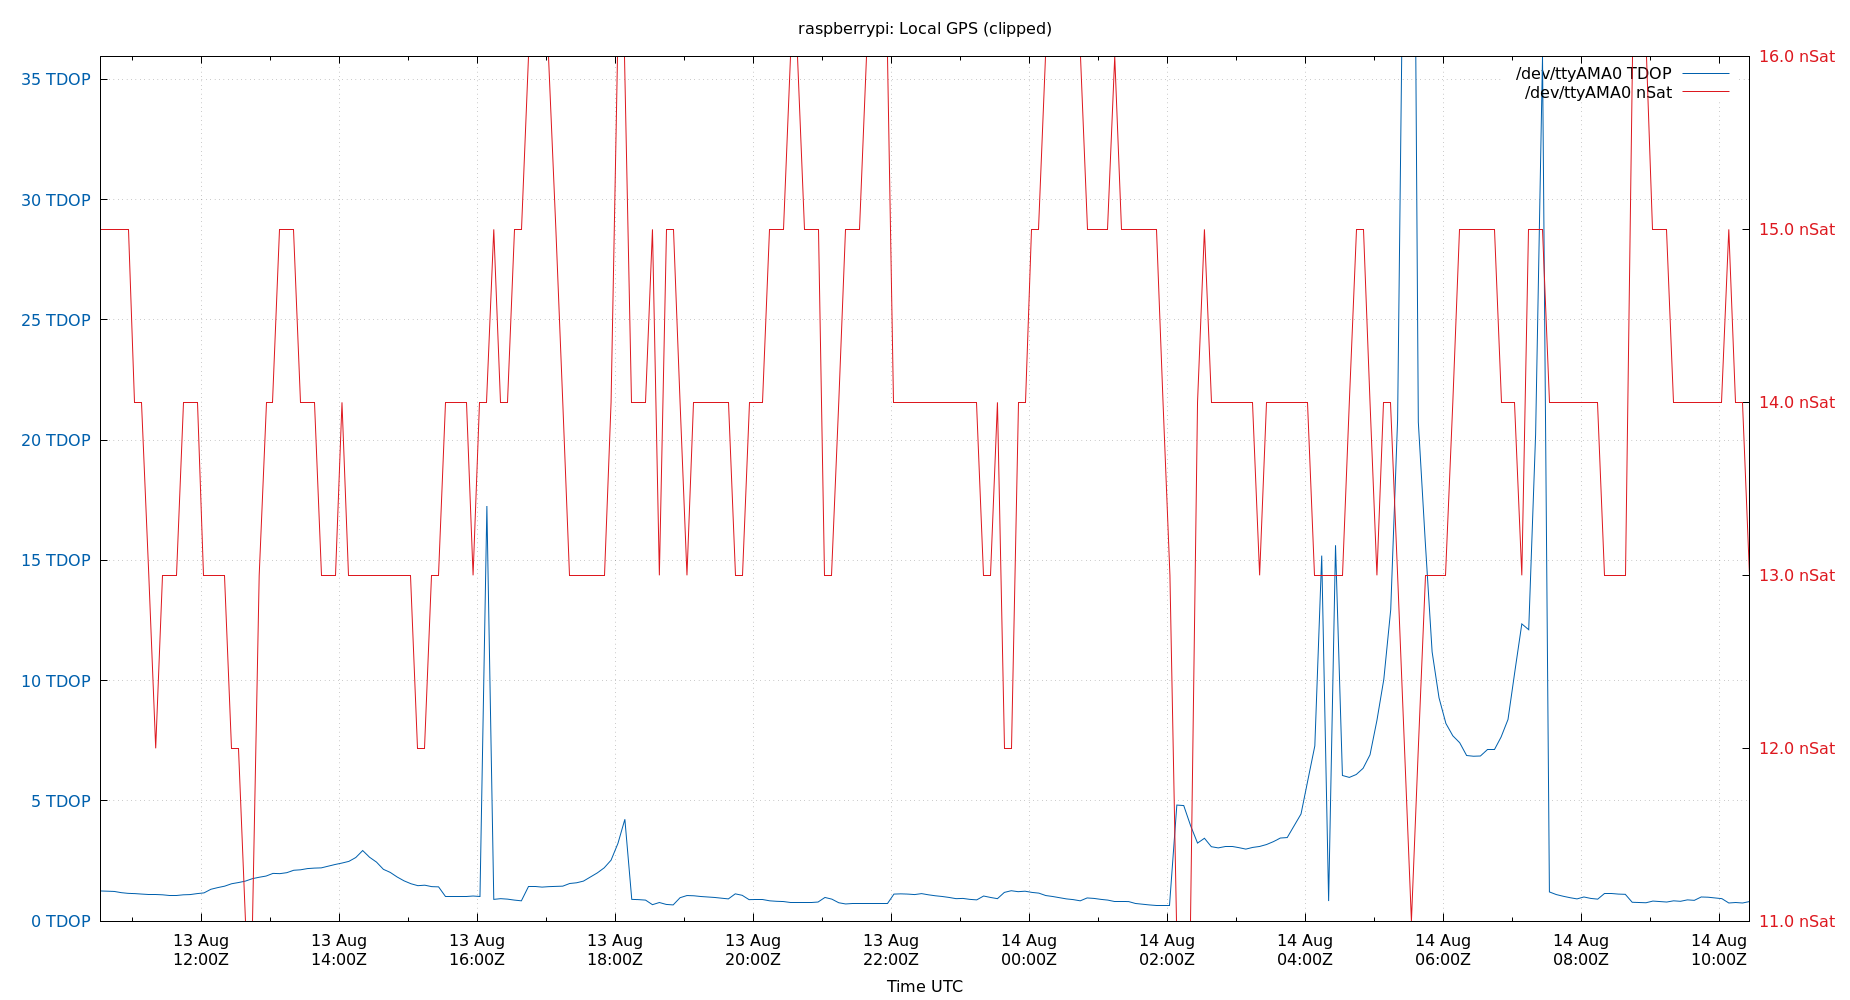 raspberrypi: Local GPS (clipped)
/dev/ttyAMA0 TDOP
/dev/ttyAMA0 nSat
35 TDOP
30 TDOP
25 TDOP
20 TDOP
15 TDOP
10 TDOP
5 TDOP
0 TDOP
16.0 nSat
15.0 nSat
14.0 nSat
13.0 nSat
12.0 nSat
11.0 nSat
13 Aug
12:00Z
13 Aug
14:00Z
13 Aug
16:00Z
13 Aug
18:00Z
13 Aug
20:00Z
13 Aug
22:00Z
14 Aug
00:00Z
14 Aug
02:00Z
14 Aug
04:00Z
14 Aug
06:00Z
14 Aug
08:00Z
14 Aug
10:00Z
Time UTC